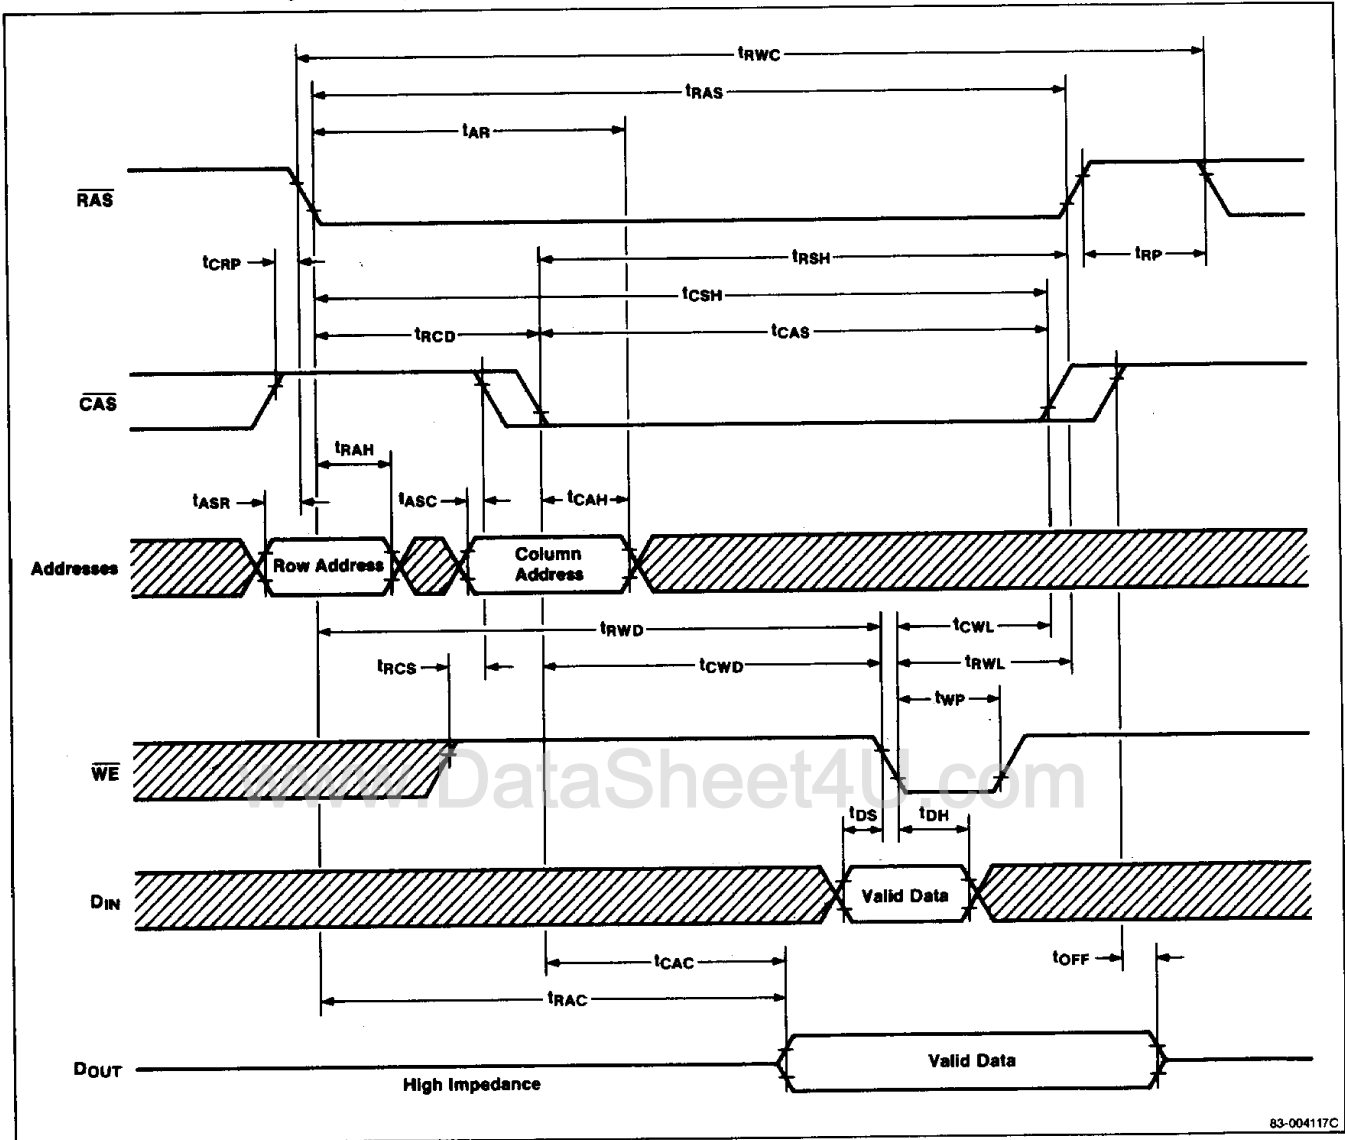 tRWC
tRAS
tAR
RAS
tCRP
tRSH
tRP
tCSH
tRCD
tCAS
CAS
tRAH
tASR
tASC
tCAH
Addresses
Row Address
Column
Address
tRWD
tCWL
tRCS
tCWD
tRWL
tWP
WE
www.DataSheet4U.com
tDS
tDH
DIN
Valid Data
tCAC
tOFF
tRAC
DOUT
High Impedance
Valid Data
83-004117C